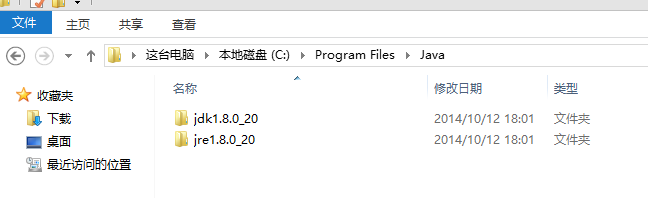 文件 主页 共享 查看
这台电脑 本地磁盘 (C:) Program Files Java
名称 修改日期 类型
收藏夹
下载
桌面
最近访问的位置
jdk1.8.0_20 2014/10/12 18:01 文件夹
jre1.8.0_20 2014/10/12 18:01 文件夹